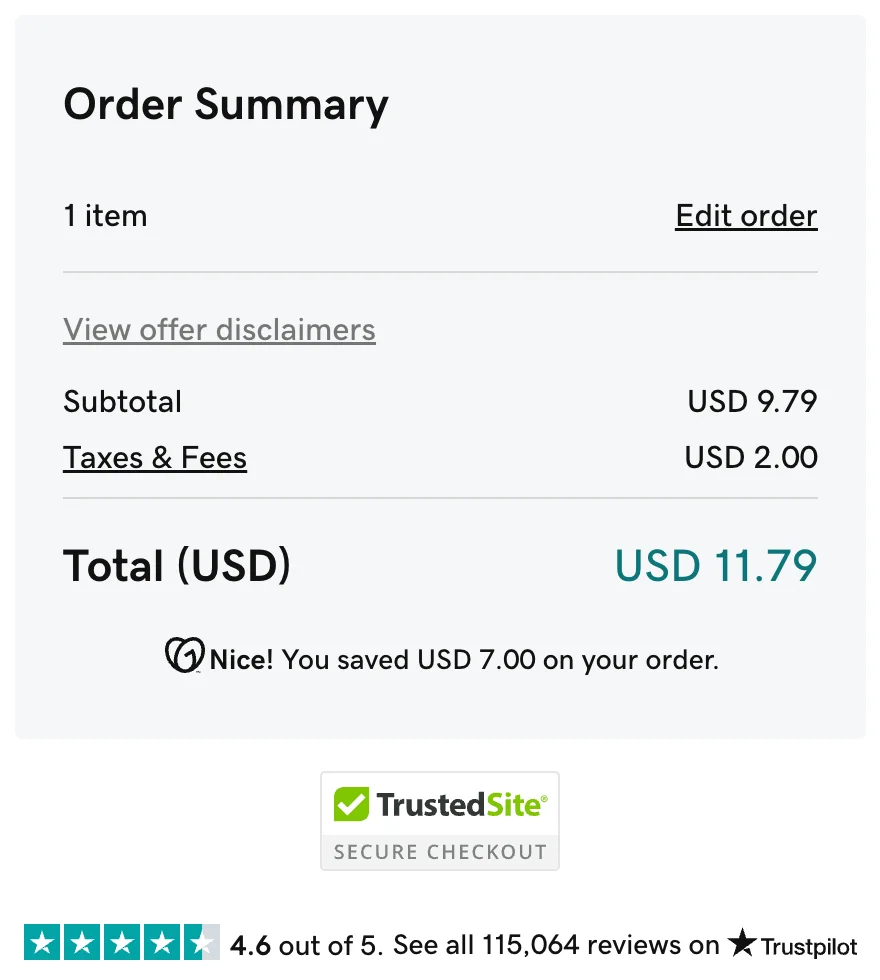 Order Summary
1 item Edit order
View offer disclaimers
Subtotal USD 9.79
Taxes & Fees USD 2.00
Total (USD) USD 11.79
Nice! You saved USD 7.00 on your order.
TrustedSite®
SECURE CHECKOUT
4.6 out of 5. See all 115,064 reviews on Trustpilot